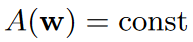 A(w) = const